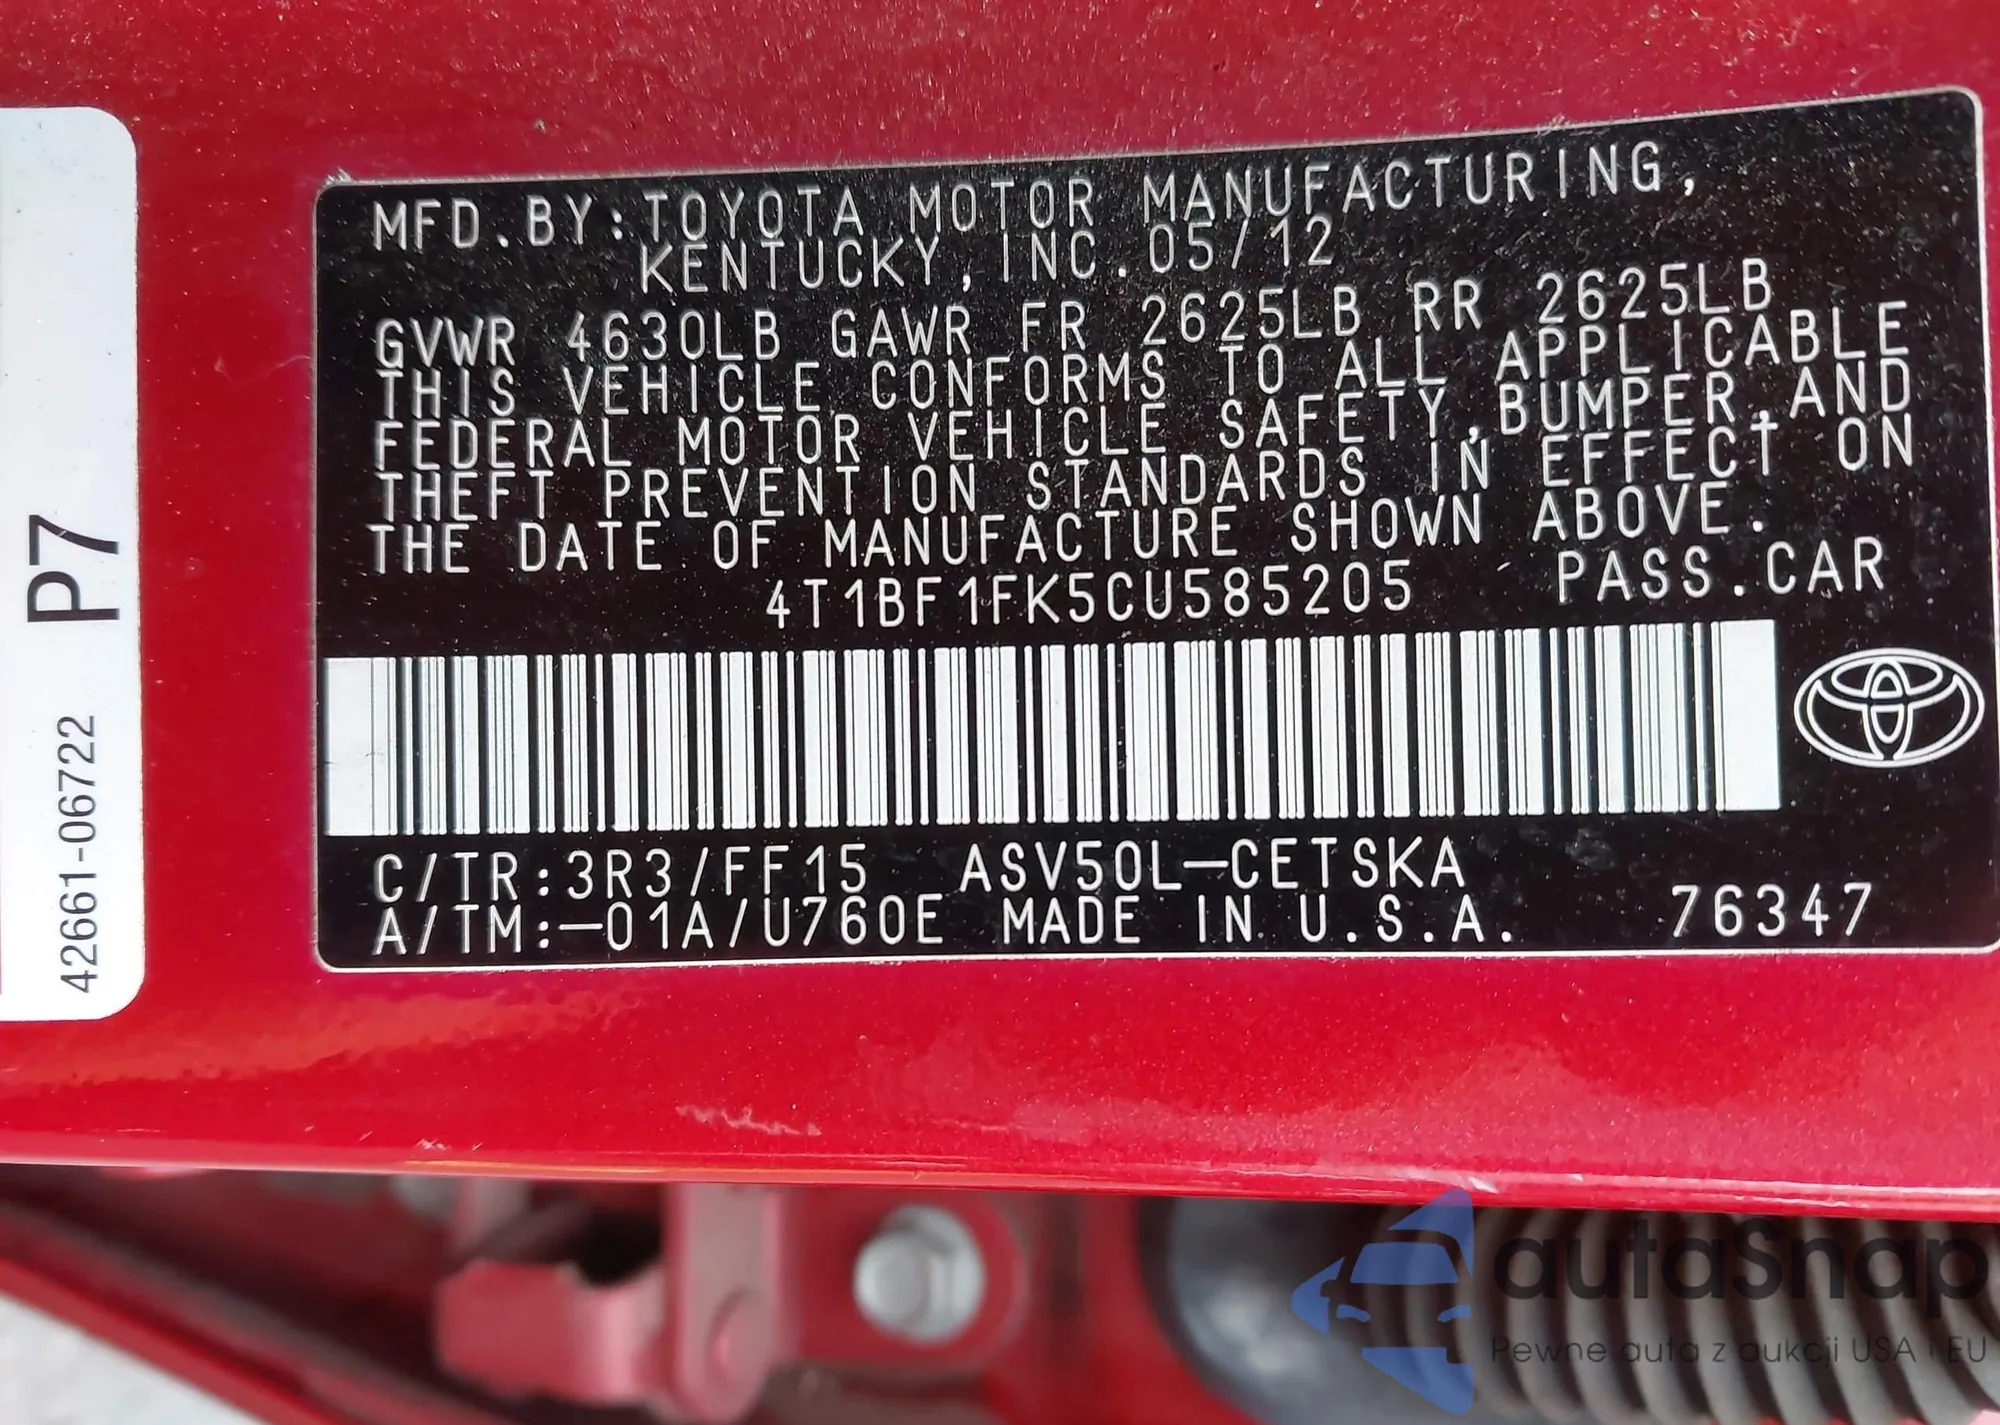 MFD.BY:TOYOTA MOTOR MANUFACTURING,
KENTUCKY,INC.05/12
GVWR 4630LB GAWR FR 2625LB RR 2625LB
THIS VEHICLE CONFORMS TO ALL APPLICABLE
FEDERAL MOTOR VEHICLE SAFETY,BUMPER,AND
THEFT PREVENTION STANDARDS IN EFFECT ON
THE DATE OF MANUFACTURE SHOWN ABOVE.
4T1BF1FK5CU585205 PASS.CAR
C/TR:3R3/FF15 ASV50L-CETSKA
A/TM:-01A/U760E MADE IN U.S.A. 76347
P7
42661-06722
autaSnap
Pewne auta z aukcji USA i EU